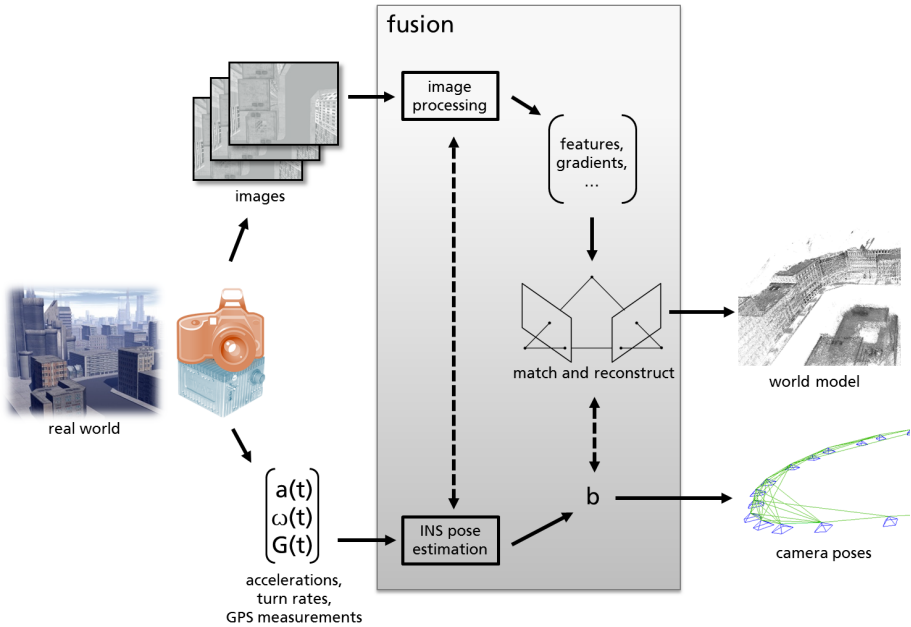 fusion
image
processing
features,
gradients,
...
images
match and reconstruct
world model
real world
a(t)
ω(t)
G(t)
accelerations,
turn rates,
GPS measurements
INS pose
estimation
b
camera poses